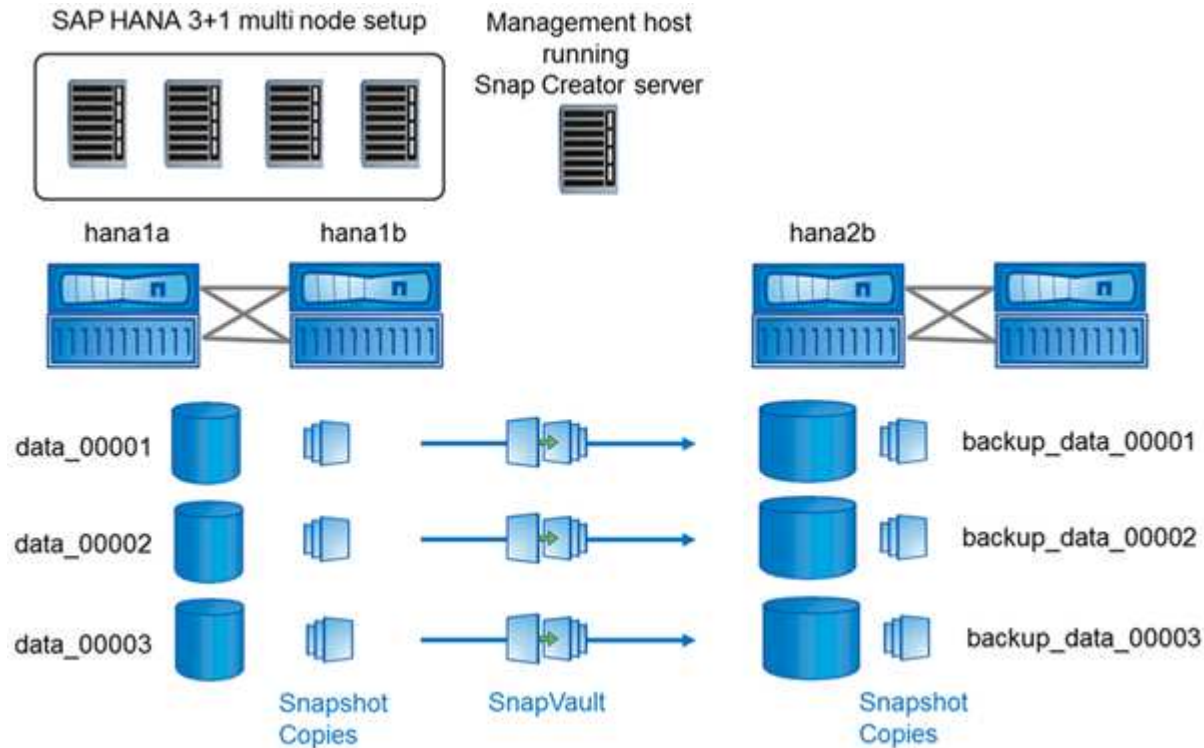 SAP HANA 3+1 multi node setup
Management host
running
Snap Creator server
hana1a
hana1b
hana2b
data_00001
backup_data_00001
data_00002
backup_data_00002
data_00003
backup_data_00003
Snapshot
Copies
SnapVault
Snapshot
Copies